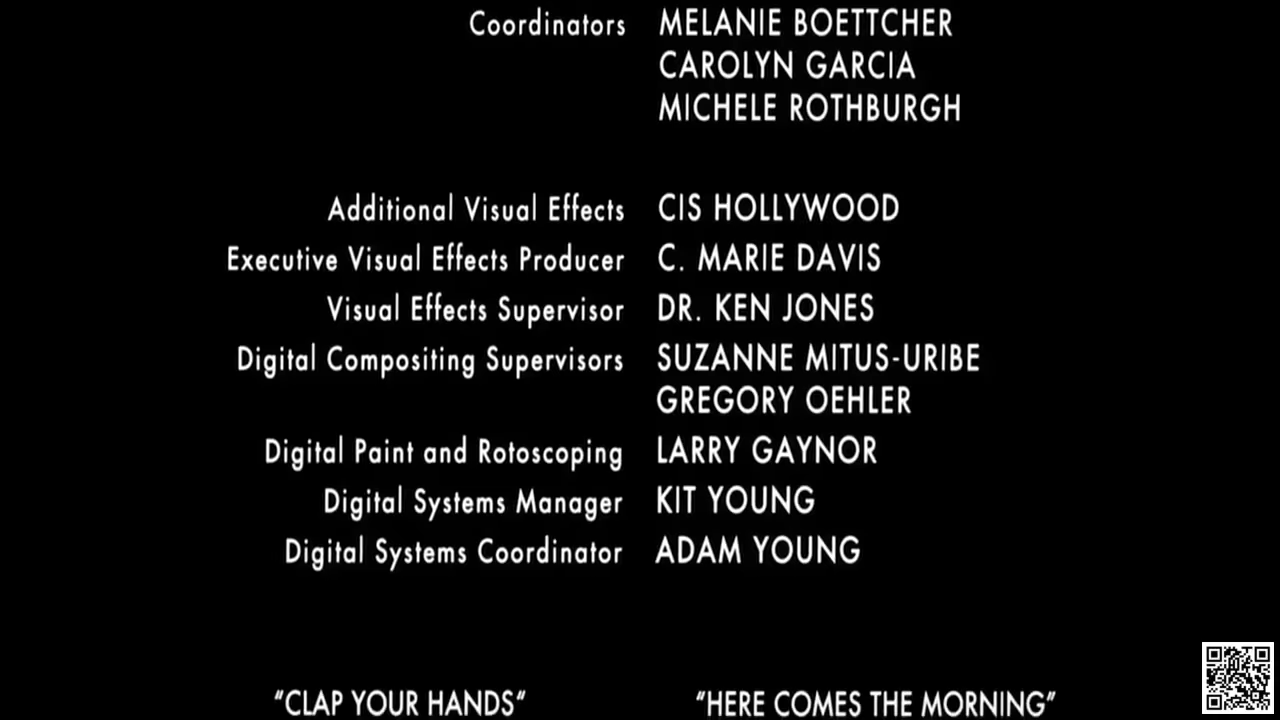 Coordinators MELANIE BOETTCHER
CAROLYN GARCIA
MICHELE ROTHBURGH
Additional Visual Effects CIS HOLLYWOOD
Executive Visual Effects Producer C. MARIE DAVIS
Visual Effects Supervisor DR. KEN JONES
Digital Compositing Supervisors SUZANNE MITUS-URIBE
GREGORY OEHLER
Digital Paint and Rotoscoping LARRY GAYNOR
Digital Systems Manager KIT YOUNG
Digital Systems Coordinator ADAM YOUNG
“CLAP YOUR HANDS“ “HERE COMES THE MORNING”